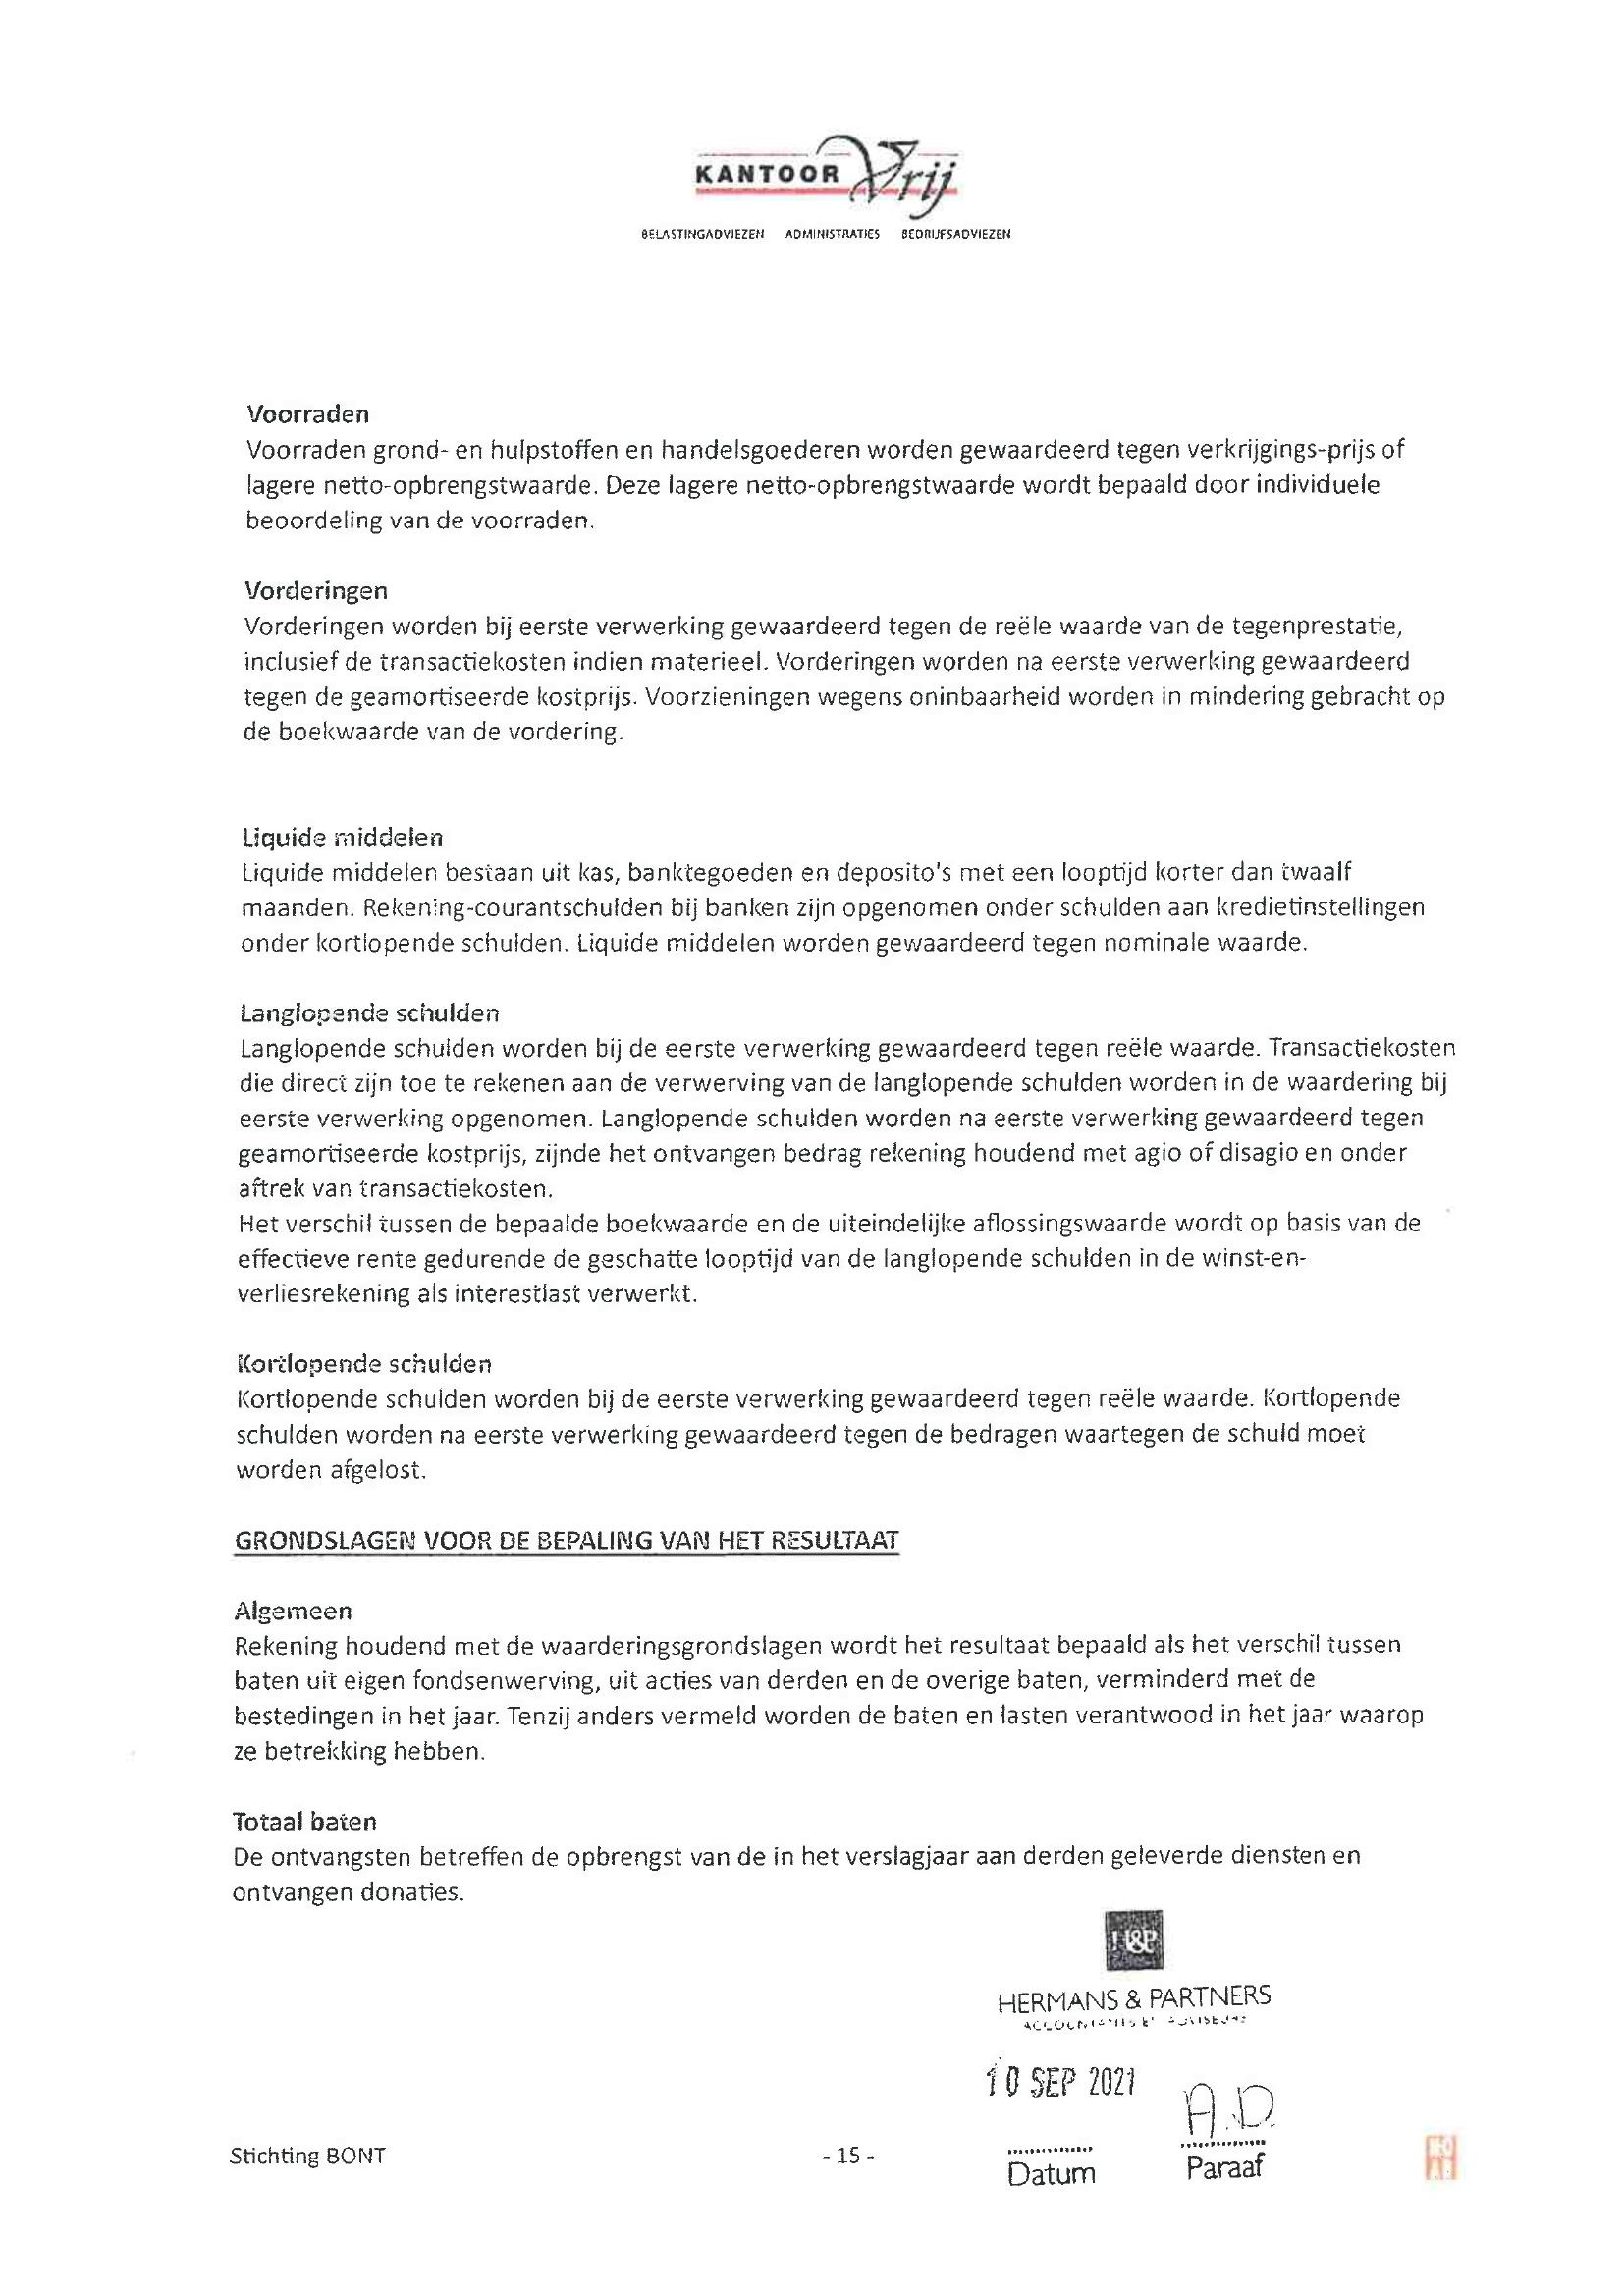 KANTOOR Vrij
BELASTINGADVIEZEN ADMINISTRATIES BEDRIJFSADVIEZEN
Voorraden
Voorraden grond- en hulpstoffen en handelsgoederen worden gewaardeerd tegen verkrijgings-prijs of
lagere netto-opbrengstwaarde. Deze lagere netto-opbrengstwaarde wordt bepaald door individuele
beoordeling van de voorraden.
Vorderingen
Vorderingen worden bij eerste verwerking gewaardeerd tegen de reële waarde van de tegenprestatie,
inclusief de transactiekosten indien materieel. Vorderingen worden na eerste verwerking gewaardeerd
tegen de geamortiseerde kostprijs. Voorzieningen wegens oninbaarheid worden in mindering gebracht op
de boekwaarde van de vordering.
Liquide middelen
Liquide middelen bestaan uit kas, banktegoeden en deposito's met een looptijd korter dan twaalf
maanden. Rekening-courantschulden bij banken zijn opgenomen onder schulden aan kredietinstellingen
onder kortlopende schulden. Liquide middelen worden gewaardeerd tegen nominale waarde.
Langlopende schulden
Langlopende schulden worden bij de eerste verwerking gewaardeerd tegen reële waarde. Transactiekosten
die direct zijn toe te rekenen aan de verwerving van de langlopende schulden worden in de waardering bij
eerste verwerking opgenomen. Langlopende schulden worden na eerste verwerking gewaardeerd tegen
geamortiseerde kostprijs, zijnde het ontvangen bedrag rekening houdend met agio of disagio en onder
aftrek van transactiekosten.
Het verschil tussen de bepaalde boekwaarde en de uiteindelijke aflossingswaarde wordt op basis van de
effectieve rente gedurende de geschatte looptijd van de langlopende schulden in de winst-en-
verliesrekening als interestlast verwerkt.
Kortlopende schulden
Kortlopende schulden worden bij de eerste verwerking gewaardeerd tegen reële waarde. Kortlopende
schulden worden na eerste verwerking gewaardeerd tegen de bedragen waartegen de schuld moet
worden afgelost.
GRONDSLAGEN VOOR DE BEPALING VAN HET RESULTAAT
Algemeen
Rekening houdend met de waarderingsgrondslagen wordt het resultaat bepaald als het verschil tussen
baten uit eigen fondsenwerving, uit acties van derden en de overige baten, verminderd met de
bestedingen in het jaar. Tenzij anders vermeld worden de baten en lasten verantwood in het jaar waarop
ze betrekking hebben.
Totaal baten
De ontvangsten betreffen de opbrengst van de in het verslagjaar aan derden geleverde diensten en
ontvangen donaties.
H&P
HERMANS & PARTNERS
10 SEP 2021
A.D.
Stichting BONT
- 15 -
Datum
Paraaf